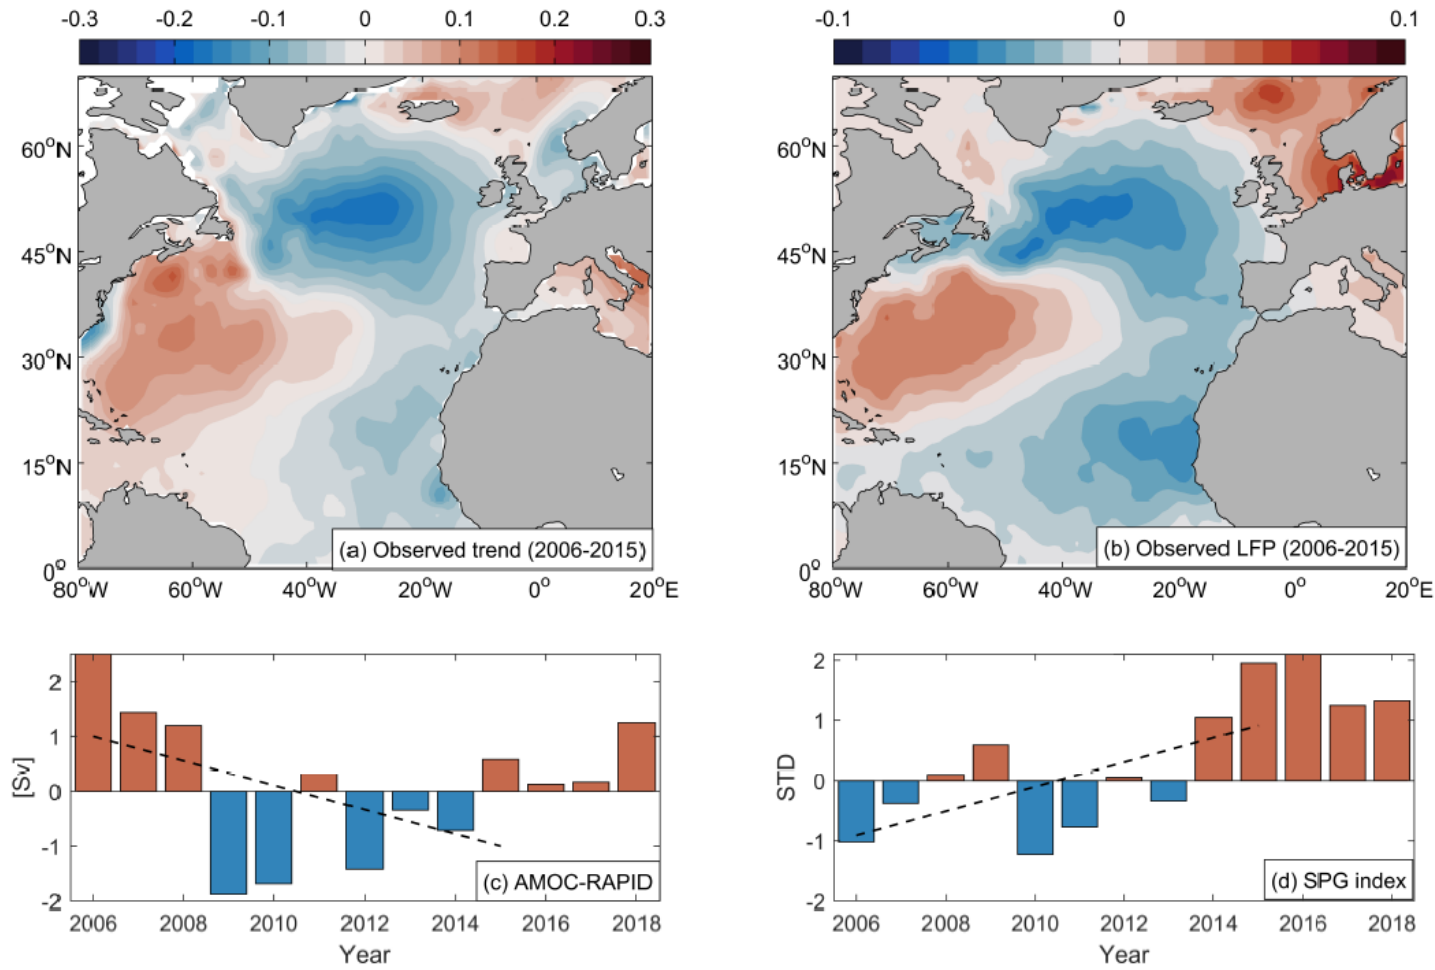 -0.3 -0.2 -0.1 0 0.1 0.2 0.3
-0.1 0 0.1
60°N
45°N
30°N
15°N
0°
(a) Observed trend (2006-2015)
80°W 60°W 40°W 20°W 0° 20°E
60°N
45°N
30°N
15°N
0°
(b) Observed LFP (2006-2015)
80°W 60°W 40°W 20°W 0° 20°E
[Sv]
2
1
0
-1
-2
(c) AMOC-RAPID
2006 2008 2010 2012 2014 2016 2018
Year
STD
2
1
0
-1
-2
(d) SPG index
2006 2008 2010 2012 2014 2016 2018
Year